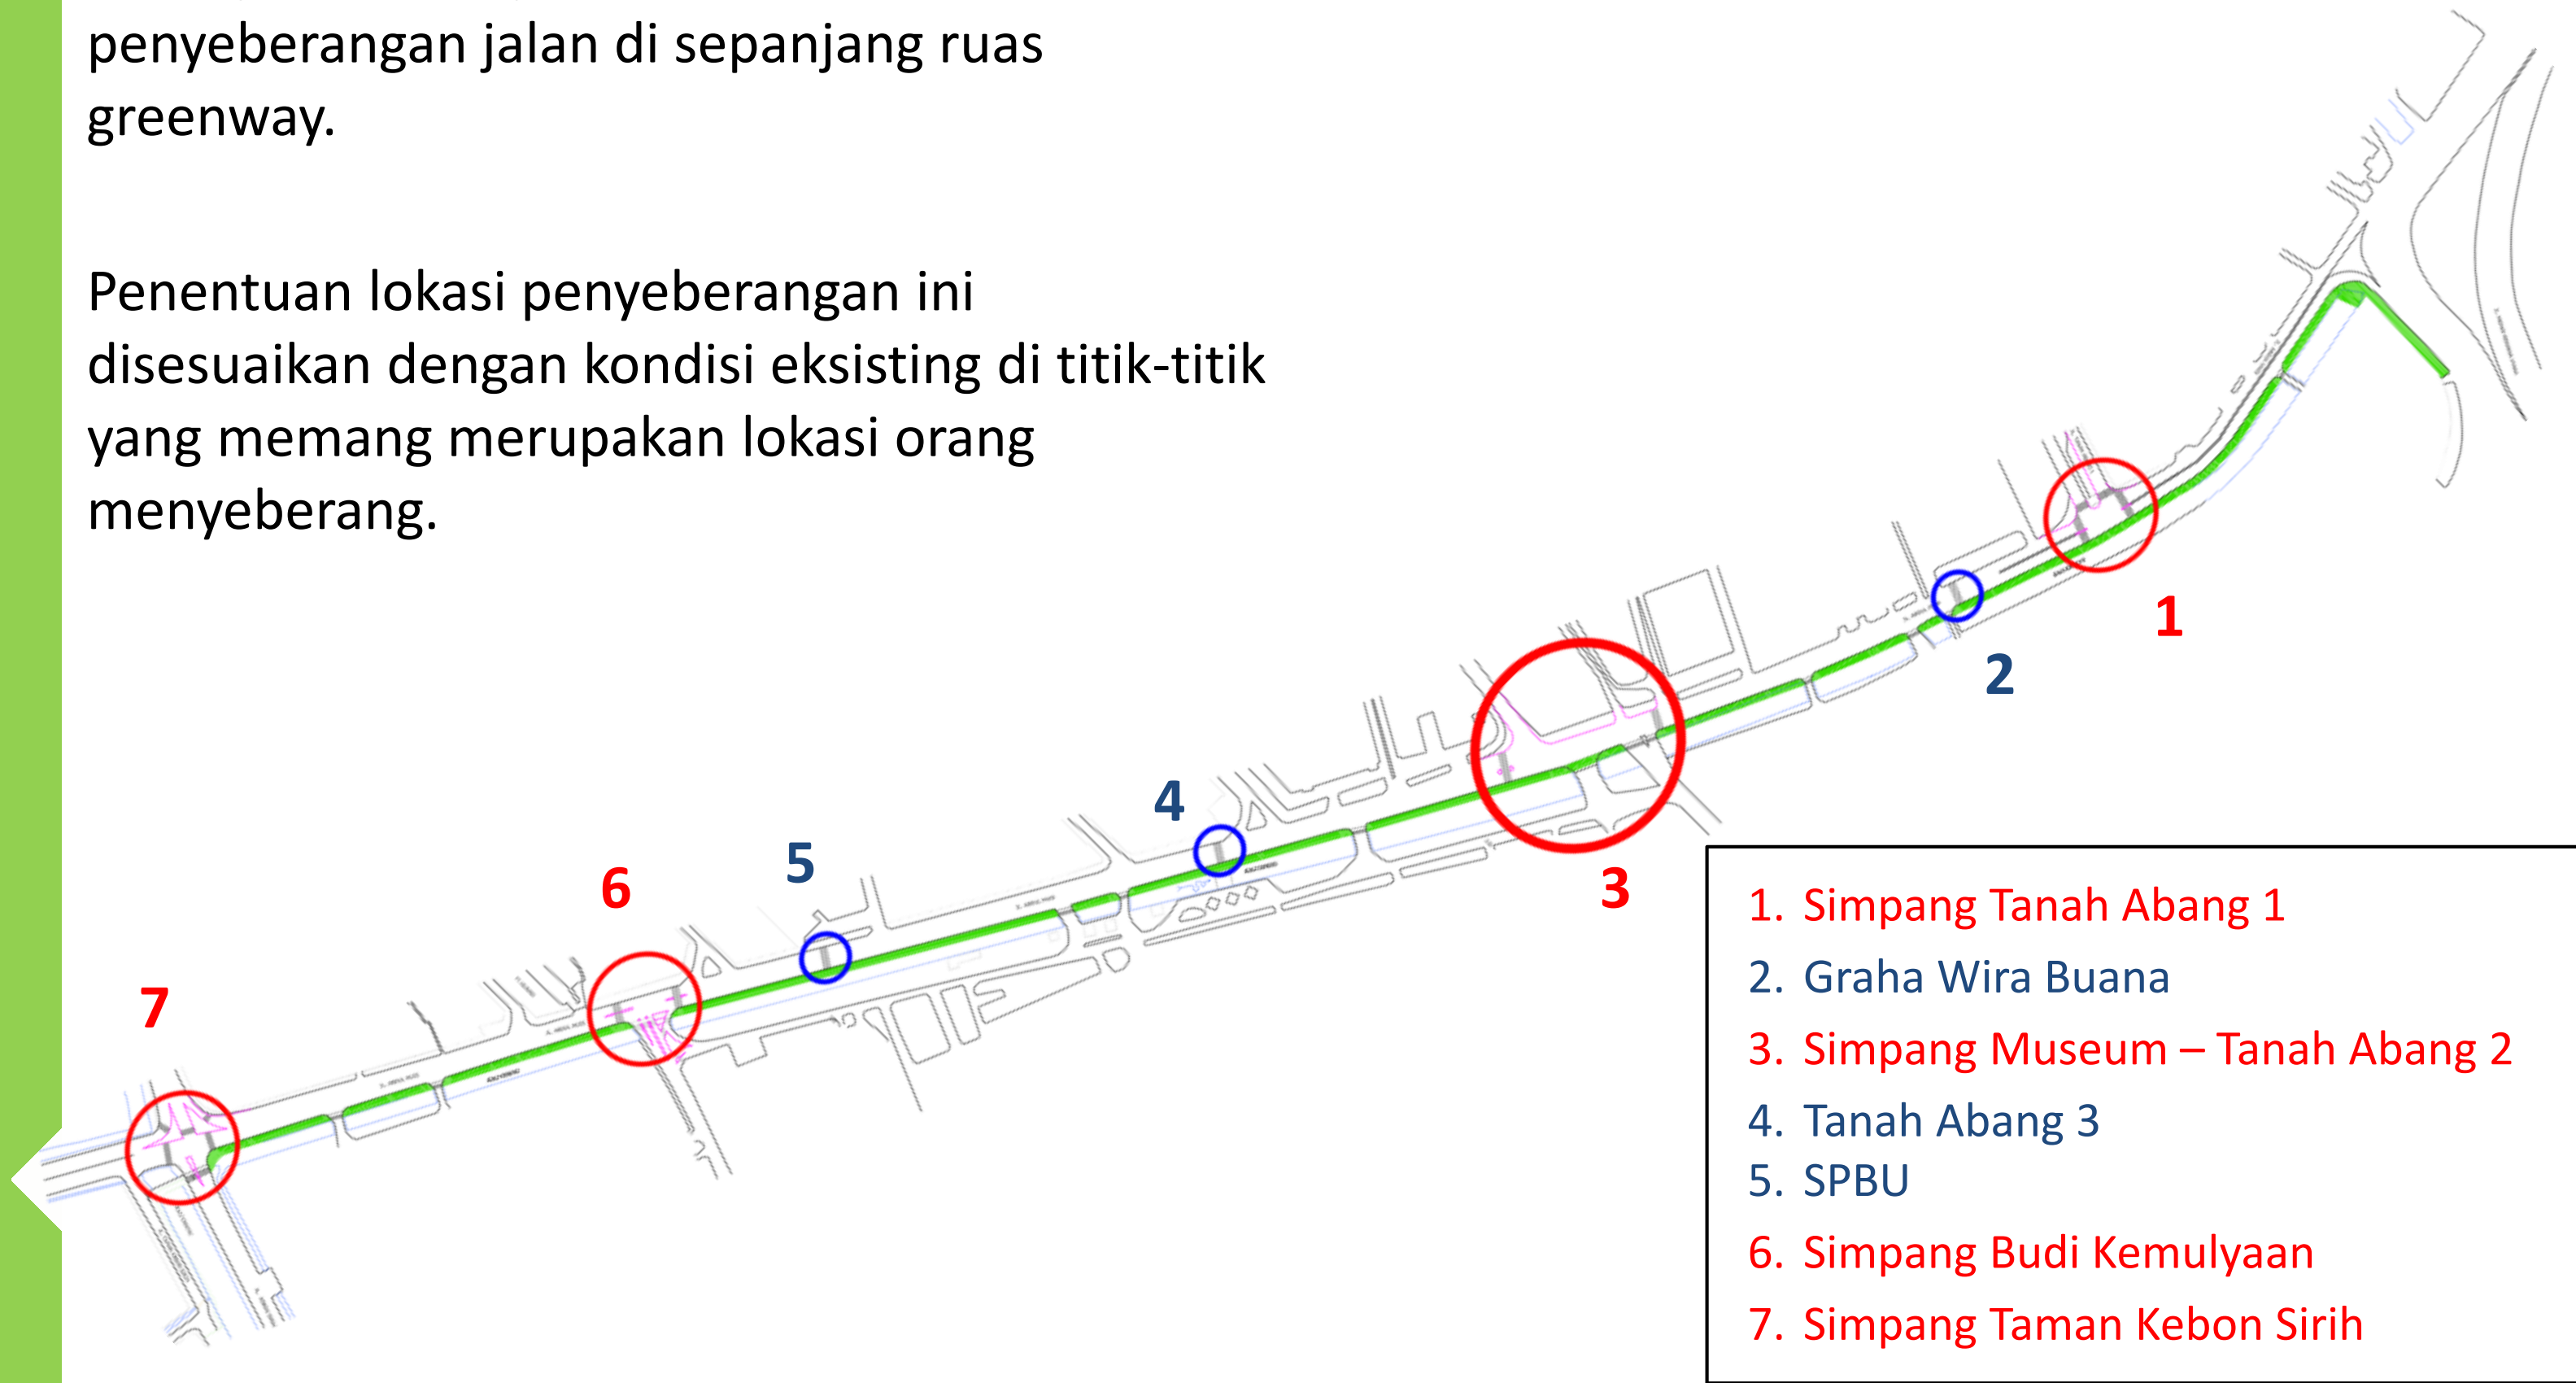 penyeberangan jalan di sepanjang ruas
greenway.
Penentuan lokasi penyeberangan ini
disesuaikan dengan kondisi eksisting di titik-titik
yang memang merupakan lokasi orang
menyeberang.
1
2
3
4
5
6
7
1. Simpang Tanah Abang 1
2. Graha Wira Buana
3. Simpang Museum – Tanah Abang 2
4. Tanah Abang 3
5. SPBU
6. Simpang Budi Kemulyaan
7. Simpang Taman Kebon Sirih